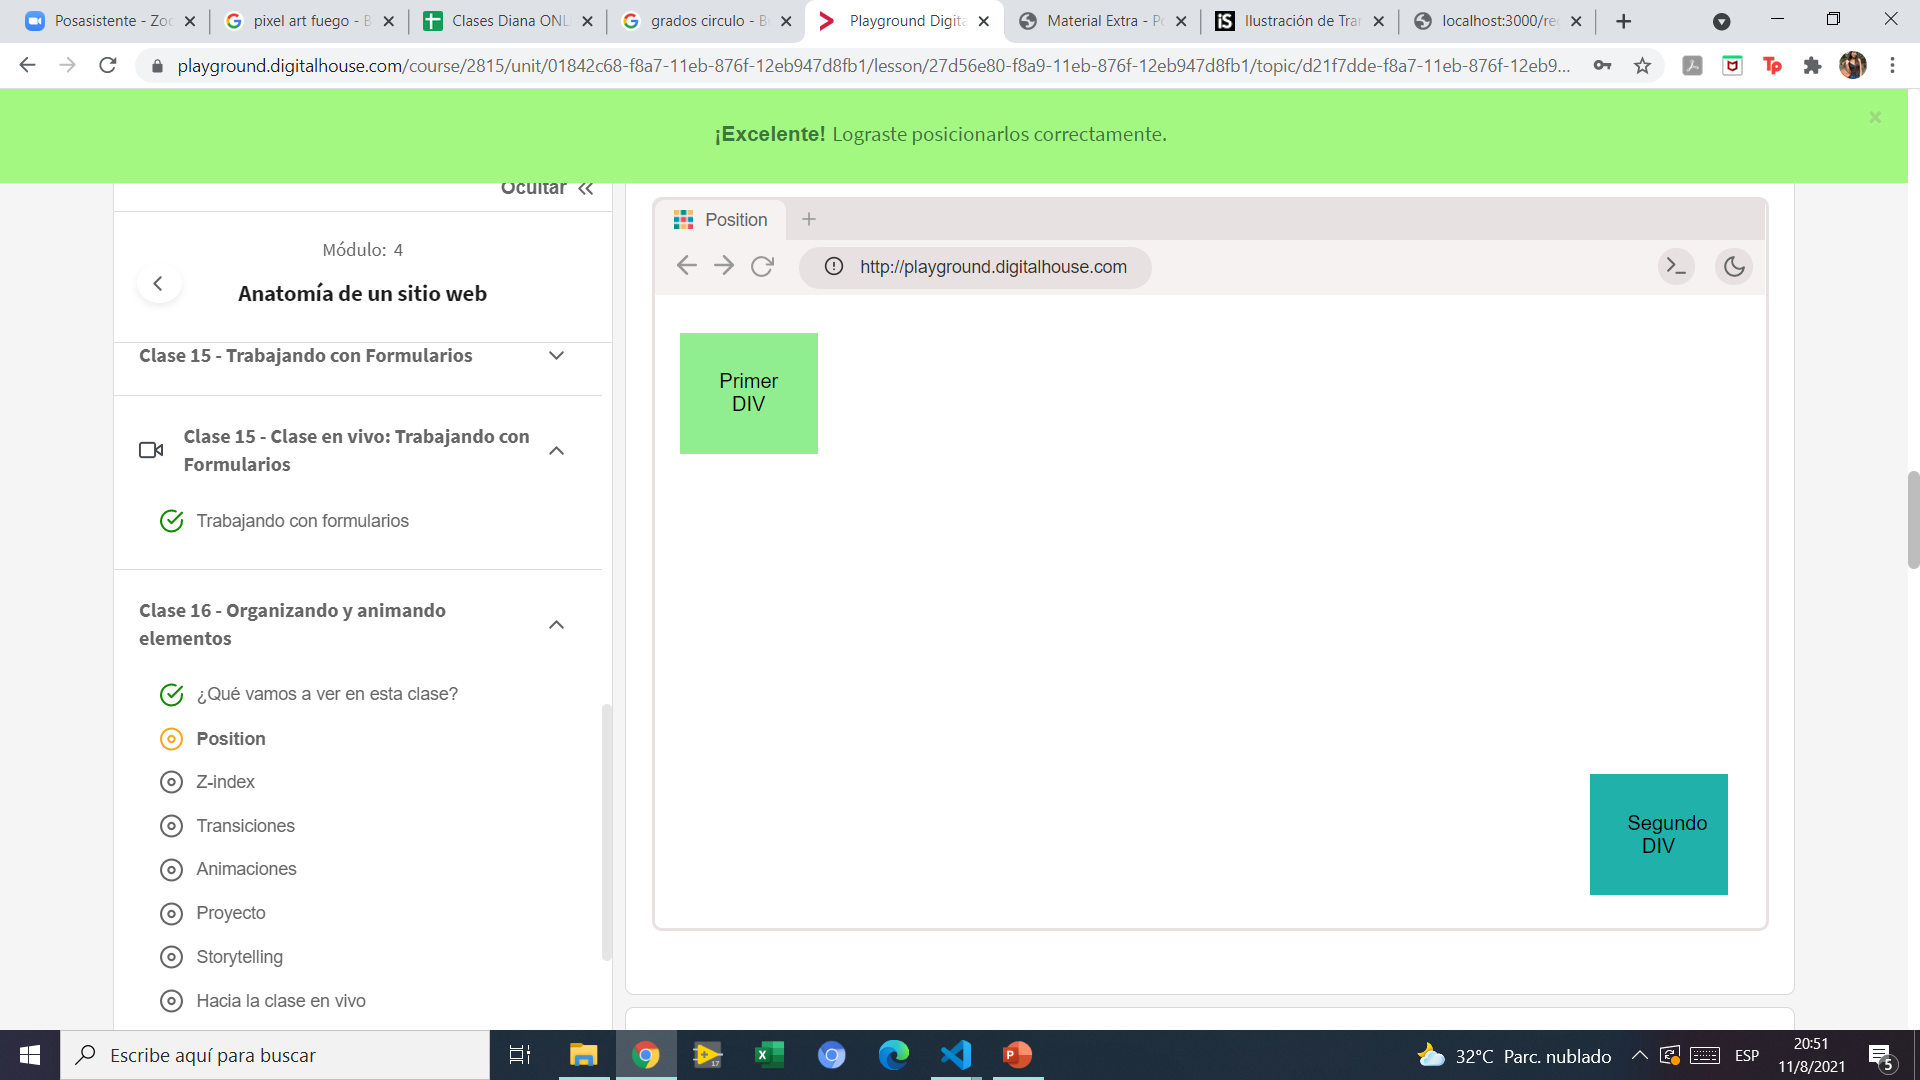 Posasistente - Zoo
pixel art fuego - B
Clases Diana ONL
grados circulo - B
Playground Digita
Material Extra - Po
Ilustración de Tra
localhost:3000/re
playground.digitalhouse.com/course/2815/unit/01842c68-f8a7-11eb-876f-12eb947d8fb1/lesson/27d56e80-f8a9-11eb-876f-12eb947d8fb1/topic/d21f7dde-f8a7-11eb-876f-12eb9...
¡Excelente! Lograste posicionarlos correctamente.
Ocultar
Módulo: 4
Anatomía de un sitio web
Clase 15 - Trabajando con Formularios
Clase 15 - Clase en vivo: Trabajando con
Formularios
Trabajando con formularios
Clase 16 - Organizando y animando
elementos
¿Qué vamos a ver en esta clase?
Position
Z-index
Transiciones
Animaciones
Proyecto
Storytelling
Hacia la clase en vivo
Position
http://playground.digitalhouse.com
Primer
DIV
Segundo
DIV
Escribe aquí para buscar
32°C Parc. nublado
ESP
20:51
11/8/2021
5